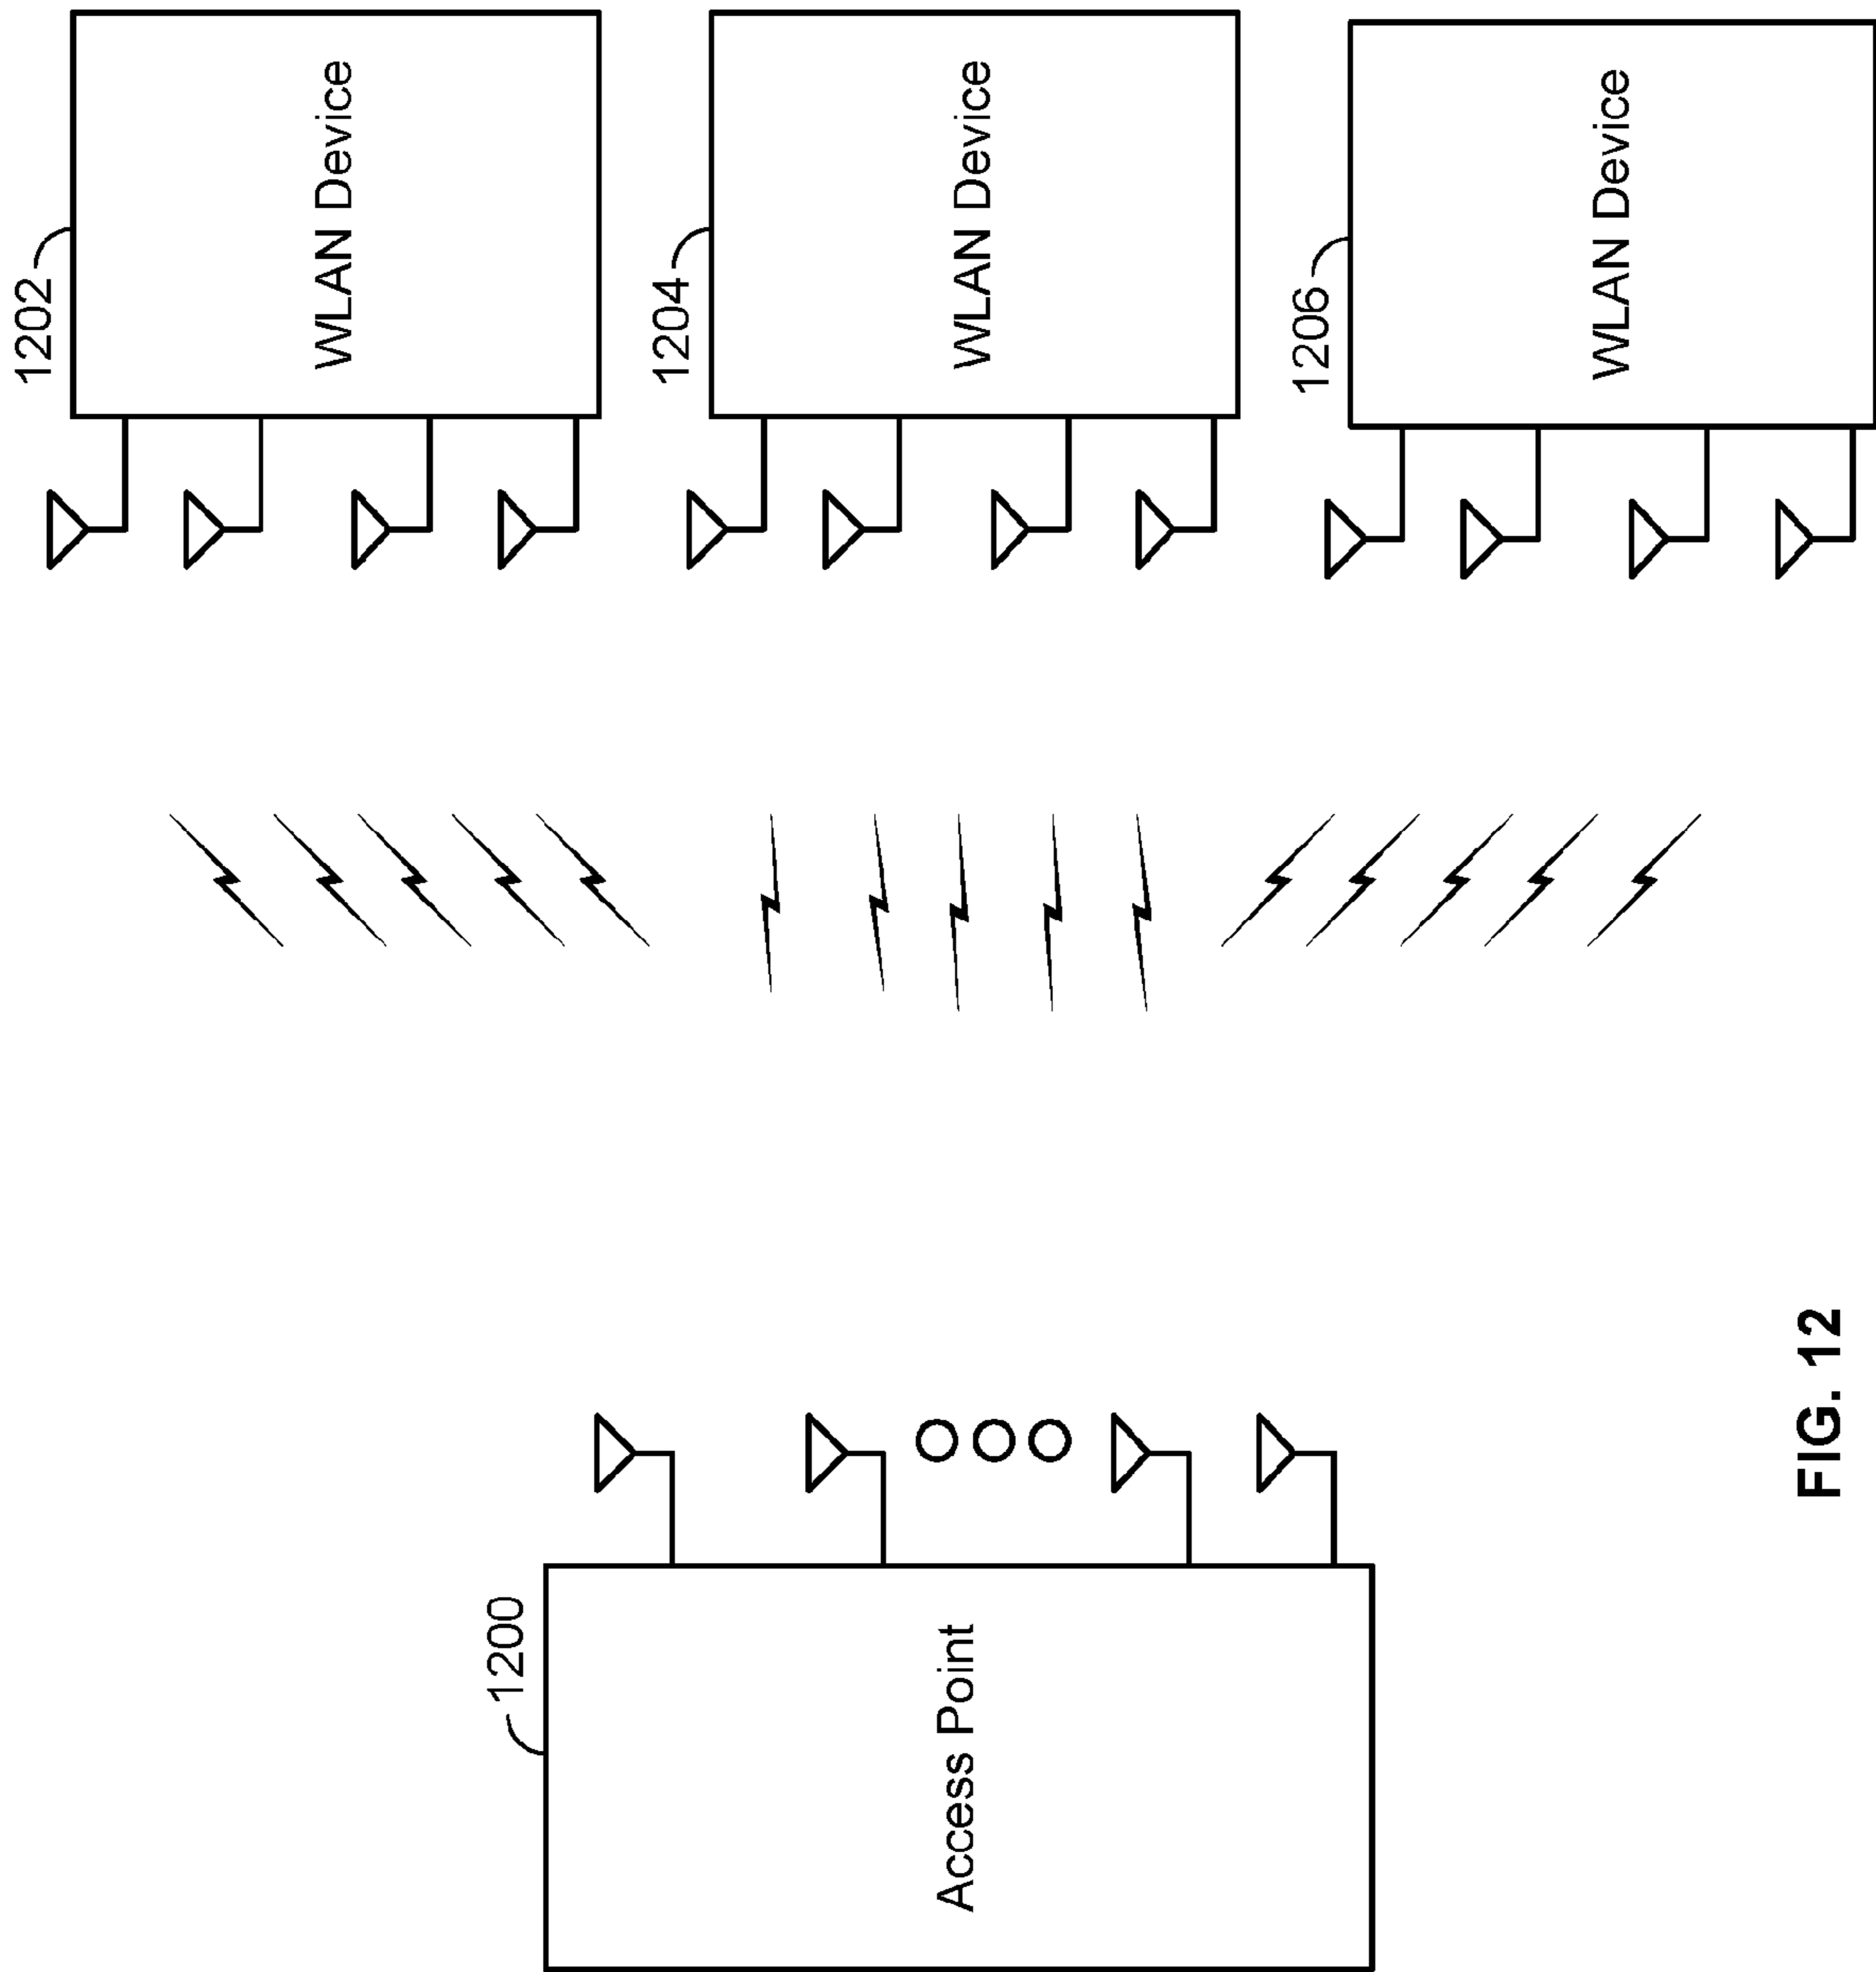 1202
WLAN Device
1204
WLAN Device
1206
WLAN Device
1200
Access Point
FIG. 12